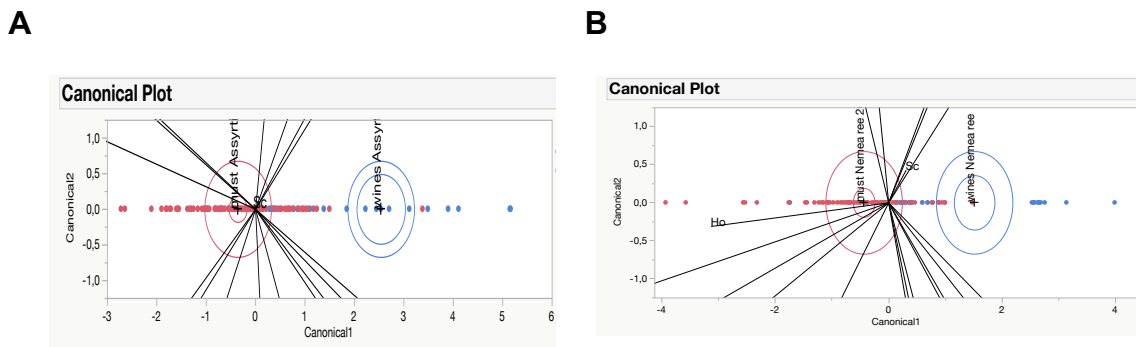 A
B
Canonical Plot
Canonical2
1,0
0,5
0,0
-0,5
-1,0
must Assyrti
wines Assyr
Sc
-3 -2 -1 0 1 2 3 4 5 6
Canonical1
Canonical Plot
Canonical2
1,0
0,5
0,0
-0,5
-1,0
must Nemea ree 2
wines Nemea ree
Sc
Ho
-4 -2 0 2 4
Canonical1